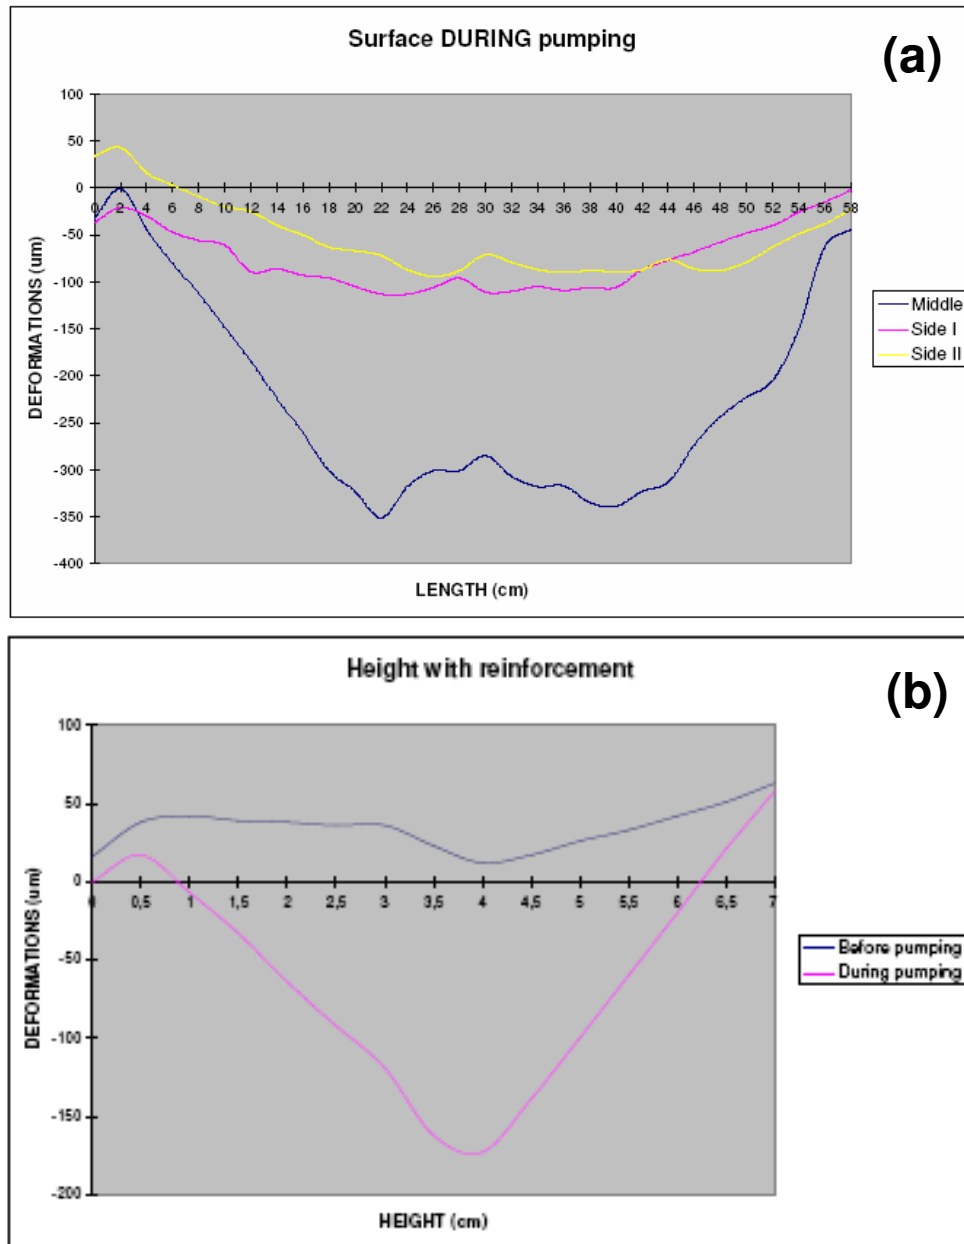 Surface DURING pumping
(a)
100
50
0
0 2 4 6 8 10 12 14 16 18 20 22 24 26 28 30 32 34 36 38 40 42 44 46 48 50 52 54 56 58
-50
-100
-150
-200
-250
-300
-350
-400
DEFORMATIONS (um)
LENGTH (cm)
Middle
Side I
Side II
Height with reinforcement
(b)
100
50
0
0 0,5 1 1,5 2 2,5 3 3,5 4 4,5 5 5,5 6 6,5 7
-50
-100
-150
-200
DEFORMATIONS (um)
HEIGHT (cm)
Before pumping
During pumping